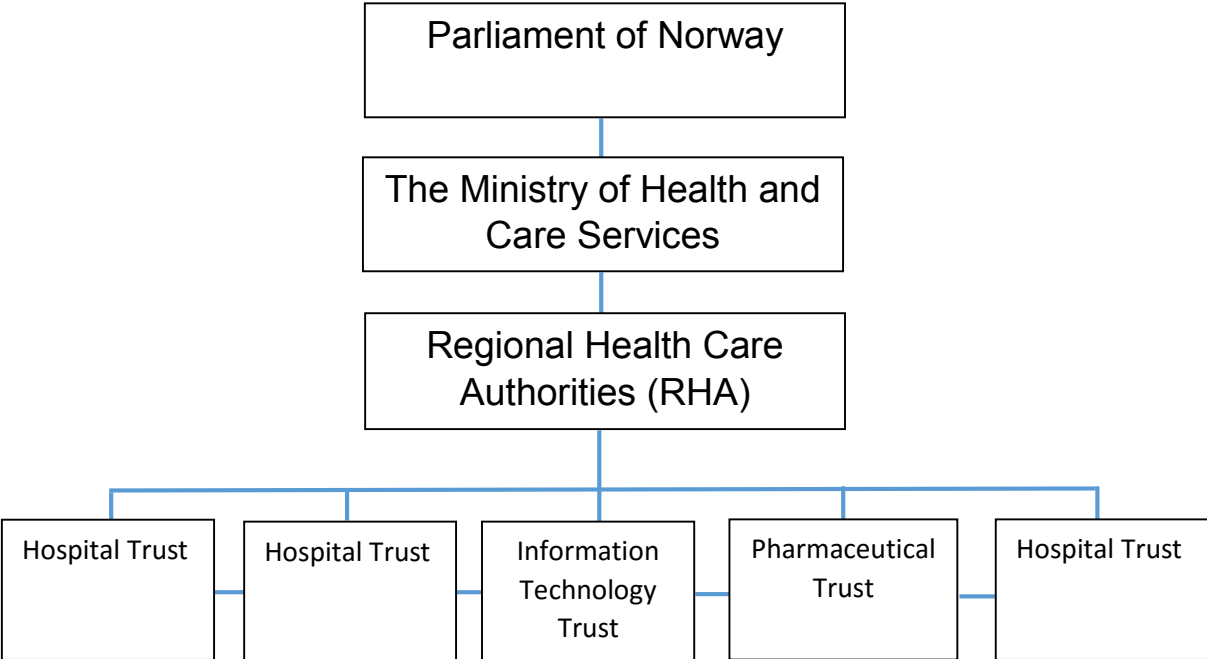 Parliament of Norway
The Ministry of Health and
Care Services
Regional Health Care
Authorities (RHA)
Hospital Trust
Hospital Trust
Information
Technology
Trust
Pharmaceutical
Trust
Hospital Trust